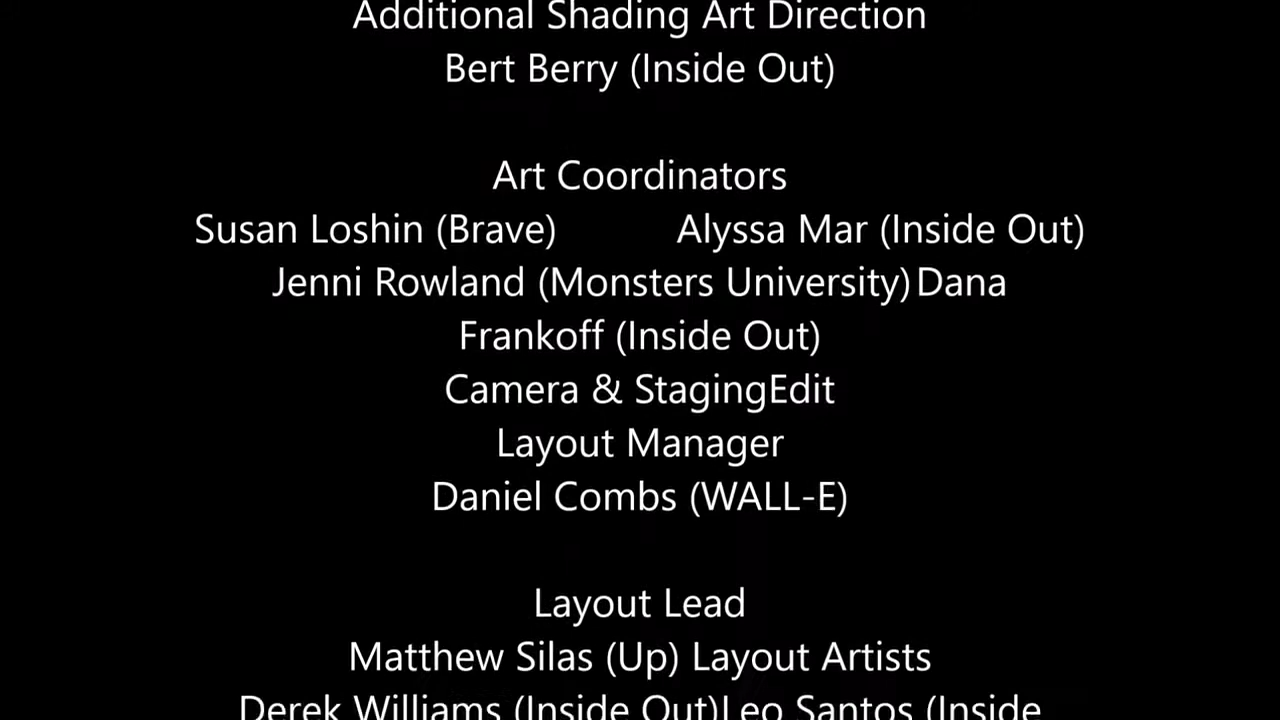 Additional Shading Art Direction
Bert Berry (Inside Out)
Art Coordinators
Susan Loshin (Brave) Alyssa Mar (Inside Out)
Jenni Rowland (Monsters University) Dana
Frankoff (Inside Out)
Camera & StagingEdit
Layout Manager
Daniel Combs (WALL-E)
Layout Lead
Matthew Silas (Up) Layout Artists
Derek Williams (Inside Out)Leo Santos (Inside